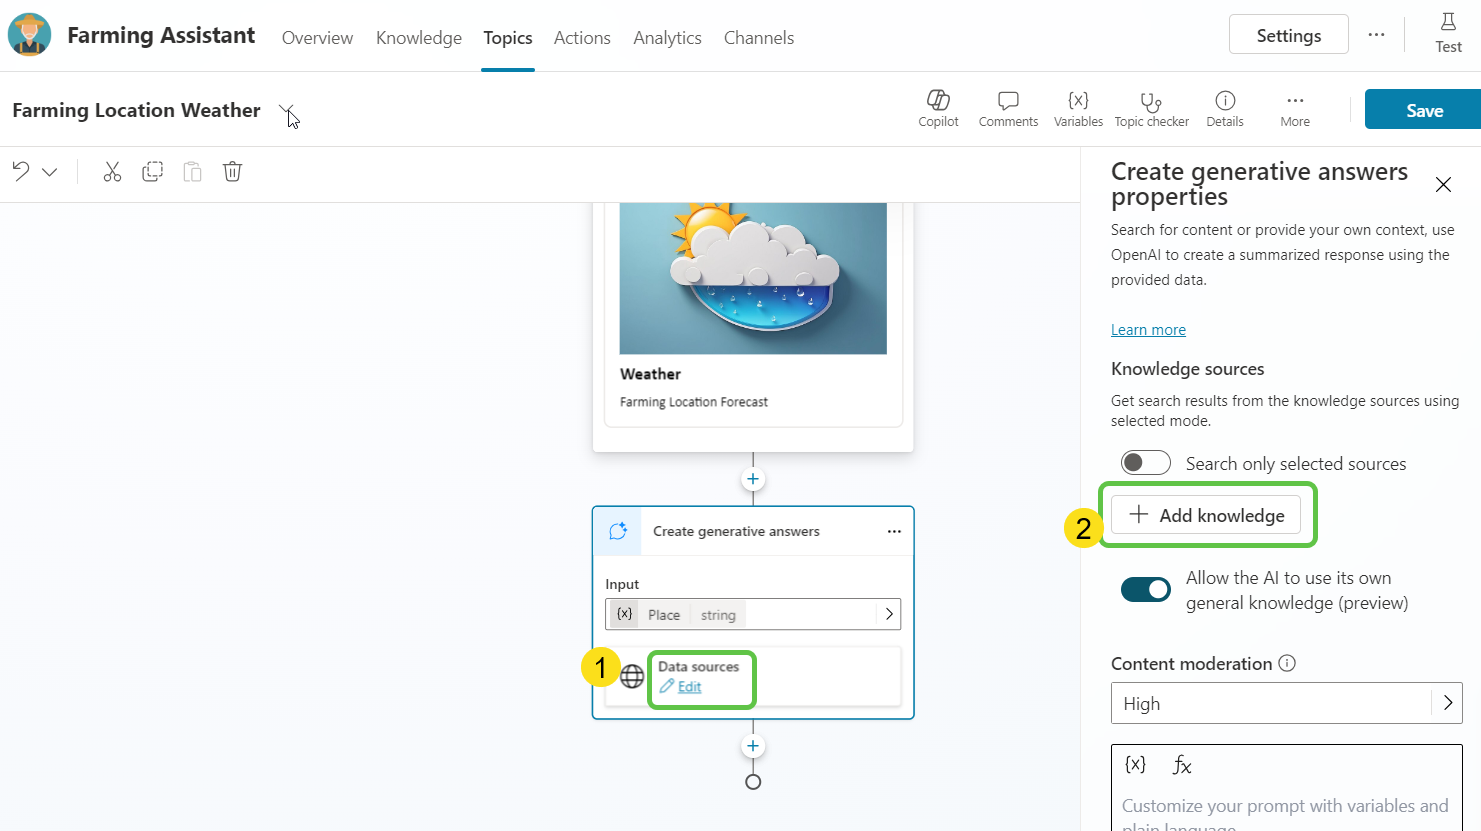 Farming Assistant
Overview
Knowledge
Topics
Actions
Analytics
Channels
Settings
Test
Farming Location Weather
Copilot
Comments
{x}
Variables
Topic checker
Details
More
Save
Weather
Farming Location Forecast
Create generative answers
Input
{x} Place string
1
Data sources
Edit
Create generative answers
properties
Search for content or provide your own context, use
OpenAI to create a summarized response using the
provided data.
Learn more
Knowledge sources
Get search results from the knowledge sources using
selected mode.
Search only selected sources
2
Add knowledge
Allow the AI to use its own
general knowledge (preview)
Content moderation
High
{x} fx
Customize your prompt with variables and
plain language